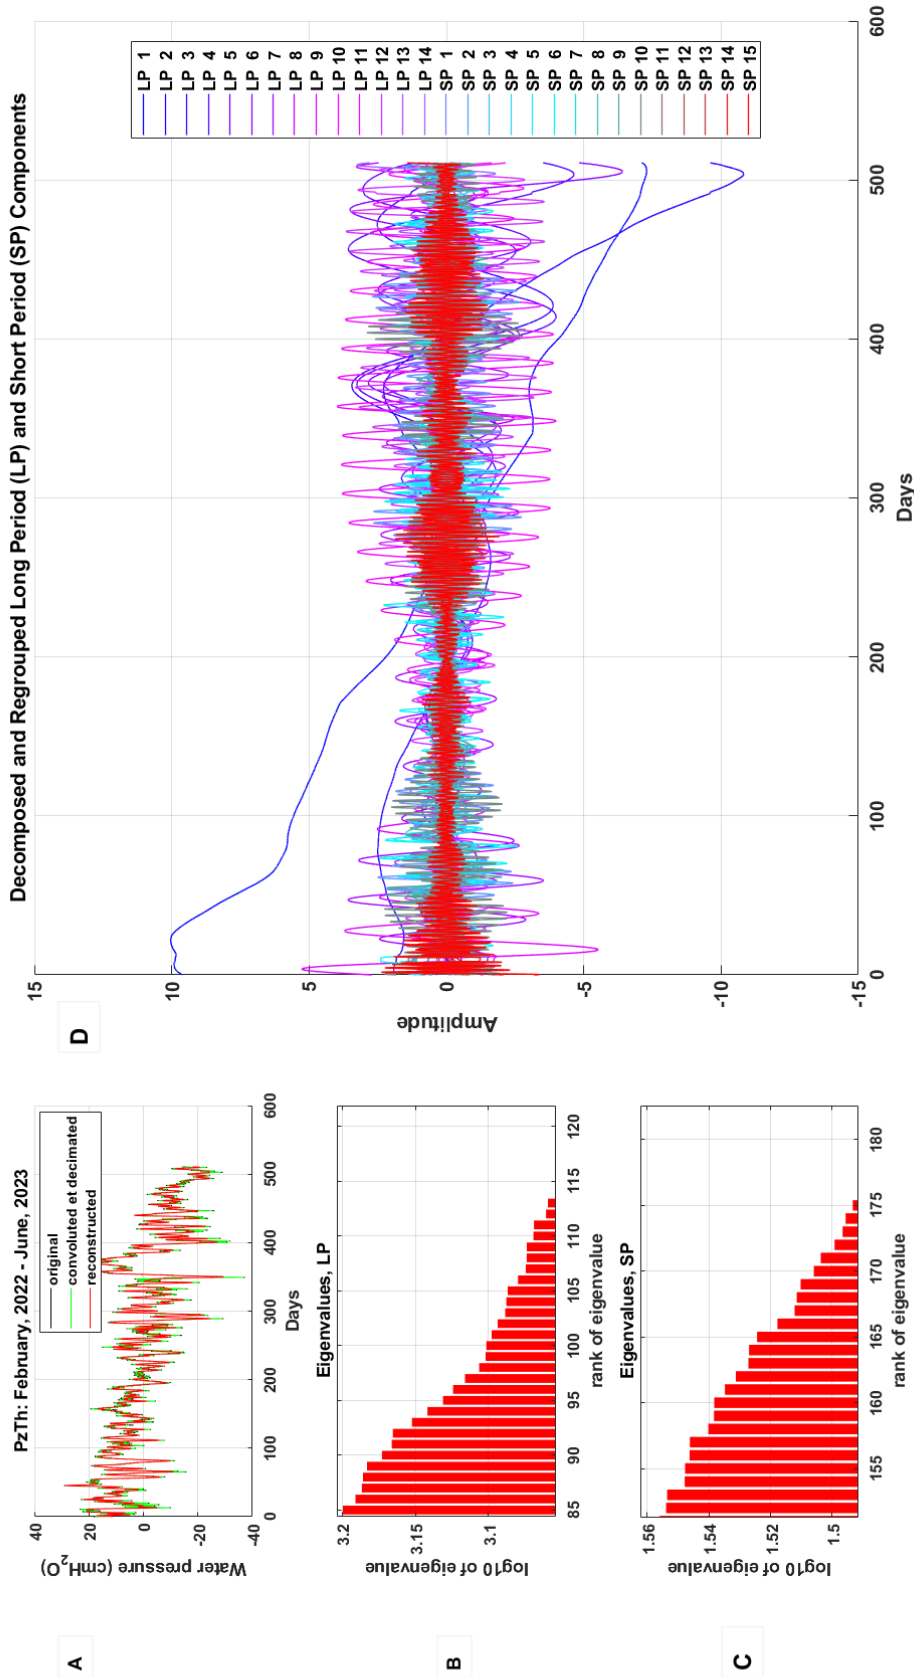 A
PzTh: February, 2022 - June, 2023
original
convoluted et decimated
reconstructed
Water pressure (cmH₂O)
40
20
0
-20
-40
0
100
200
300
400
500
600
Days
B
Eigenvalues, LP
log10 of eigenvalue
3.2
3.15
3.1
85
90
95
100
105
110
115
120
rank of eigenvalue
C
Eigenvalues, SP
log10 of eigenvalue
1.56
1.54
1.52
1.5
155
160
165
170
175
180
rank of eigenvalue
D
Decomposed and Regrouped Long Period (LP) and Short Period (SP) Components
Amplitude
15
10
5
0
-5
-10
-15
0
100
200
300
400
500
600
Days
LP 1
LP 2
LP 3
LP 4
LP 5
LP 6
LP 7
LP 8
LP 9
LP 10
LP 11
LP 12
LP 13
LP 14
SP 1
SP 2
SP 3
SP 4
SP 5
SP 6
SP 7
SP 8
SP 9
SP 10
SP 11
SP 12
SP 13
SP 14
SP 15